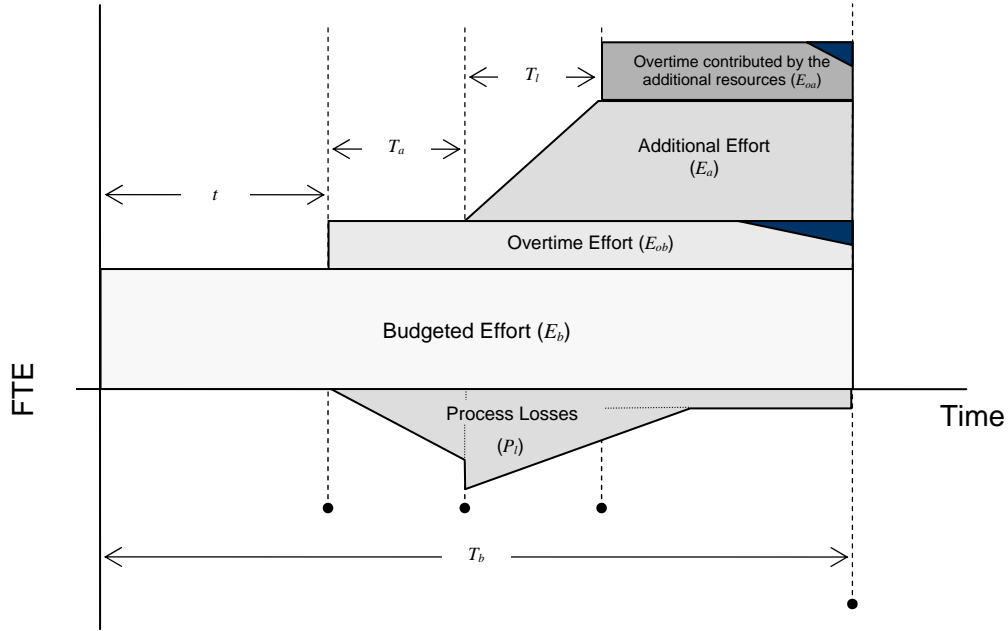 Overtime contributed by the
additional resources (Eoa)
Tl
Additional Effort
(Ea)
Ta
t
Overtime Effort (Eob)
Budgeted Effort (Eb)
FTE
Time
Process Losses
(Pl)
Tb